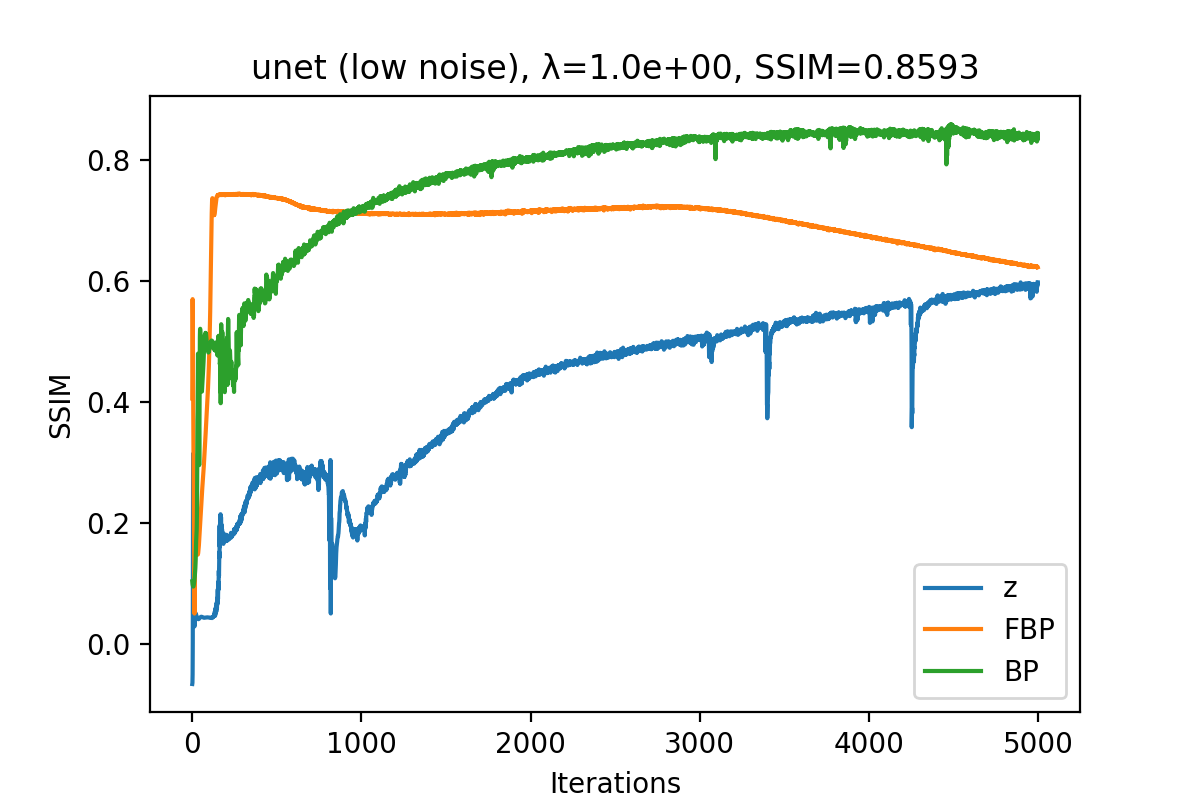 unet (low noise), λ=1.0e+00, SSIM=0.8593
SSIM
0.8
0.6
0.4
0.2
0.0
z
FBP
BP
0 1000 2000 3000 4000 5000
Iterations